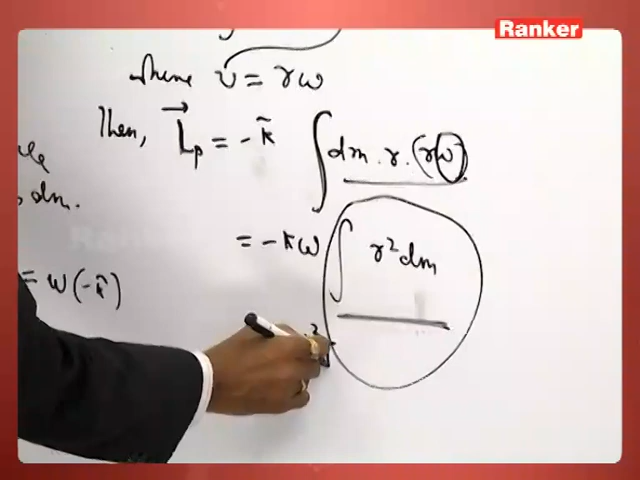 Ranker
where v = rω
Then, L⃗p = -k̂ ∫ dm . r . (rω)
dm.
= -k̂ω ∫ r²dm
= ω(-k̂)